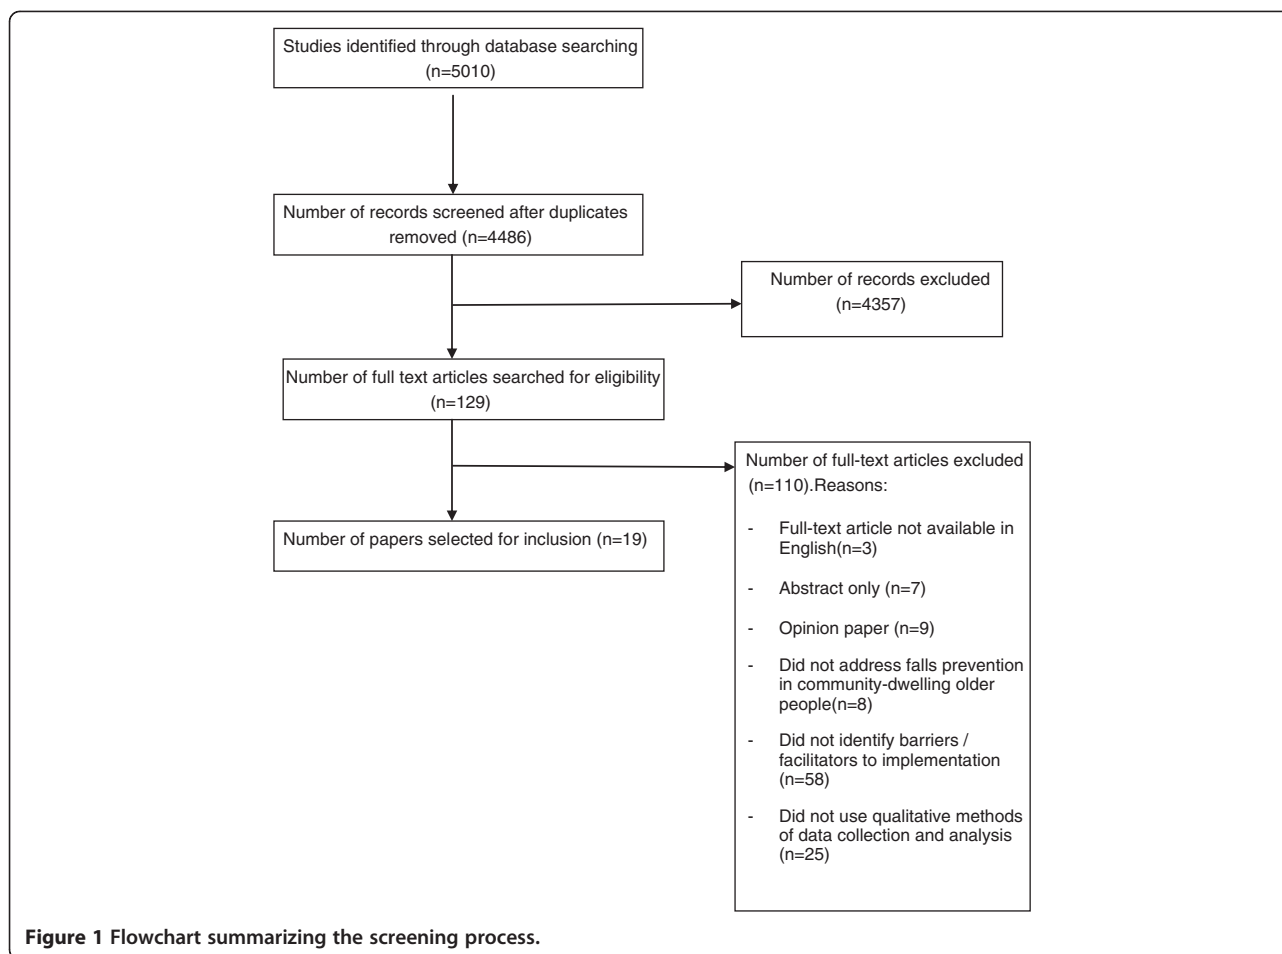 Studies identified through database searching
(n=5010)
Number of records screened after duplicates
removed (n=4486)
Number of records excluded
(n=4357)
Number of full text articles searched for eligibility
(n=129)
Number of full-text articles excluded
(n=110).Reasons:
- Full-text article not available in
English(n=3)
- Abstract only (n=7)
- Opinion paper (n=9)
- Did not address falls prevention
in community-dwelling older
people(n=8)
- Did not identify barriers /
facilitators to implementation
(n=58)
- Did not use qualitative methods
of data collection and analysis
(n=25)
Number of papers selected for inclusion (n=19)
Figure 1 Flowchart summarizing the screening process.